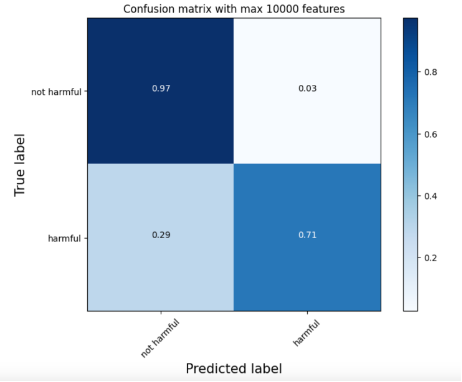 Confusion matrix with max 10000 features
True label
not harmful
0.97
0.03
harmful
0.29
0.71
not harmful
harmful
Predicted label
0.8
0.6
0.4
0.2